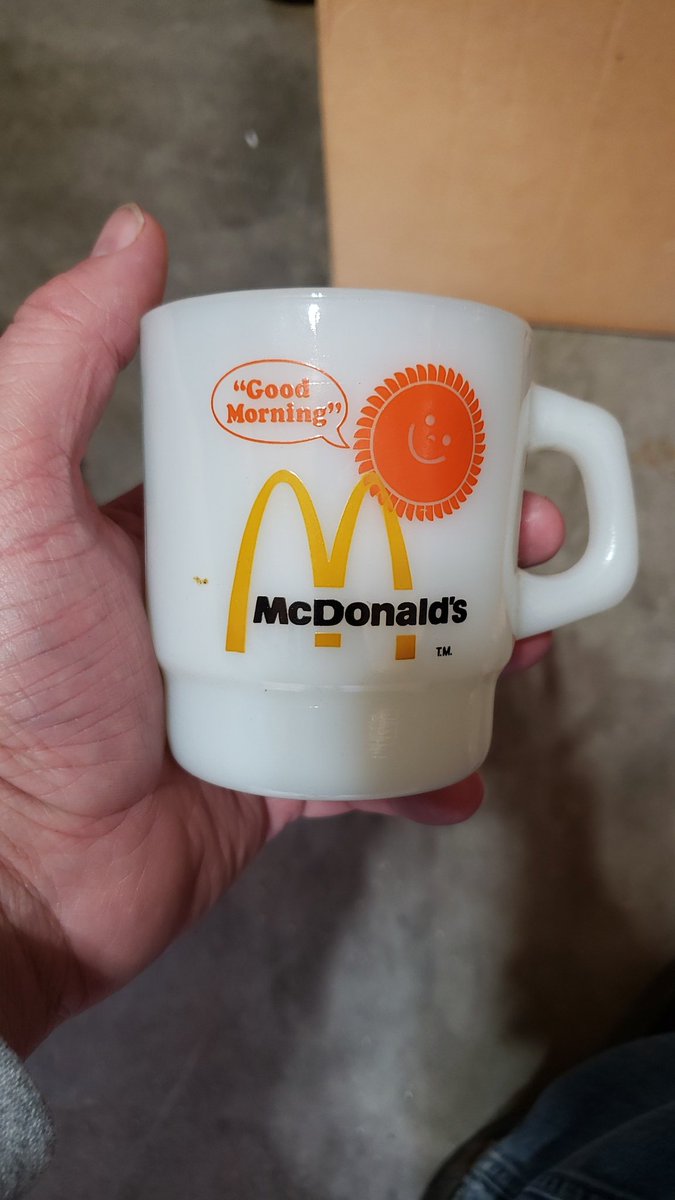 “Good
Morning”
McDonald's
T.M.